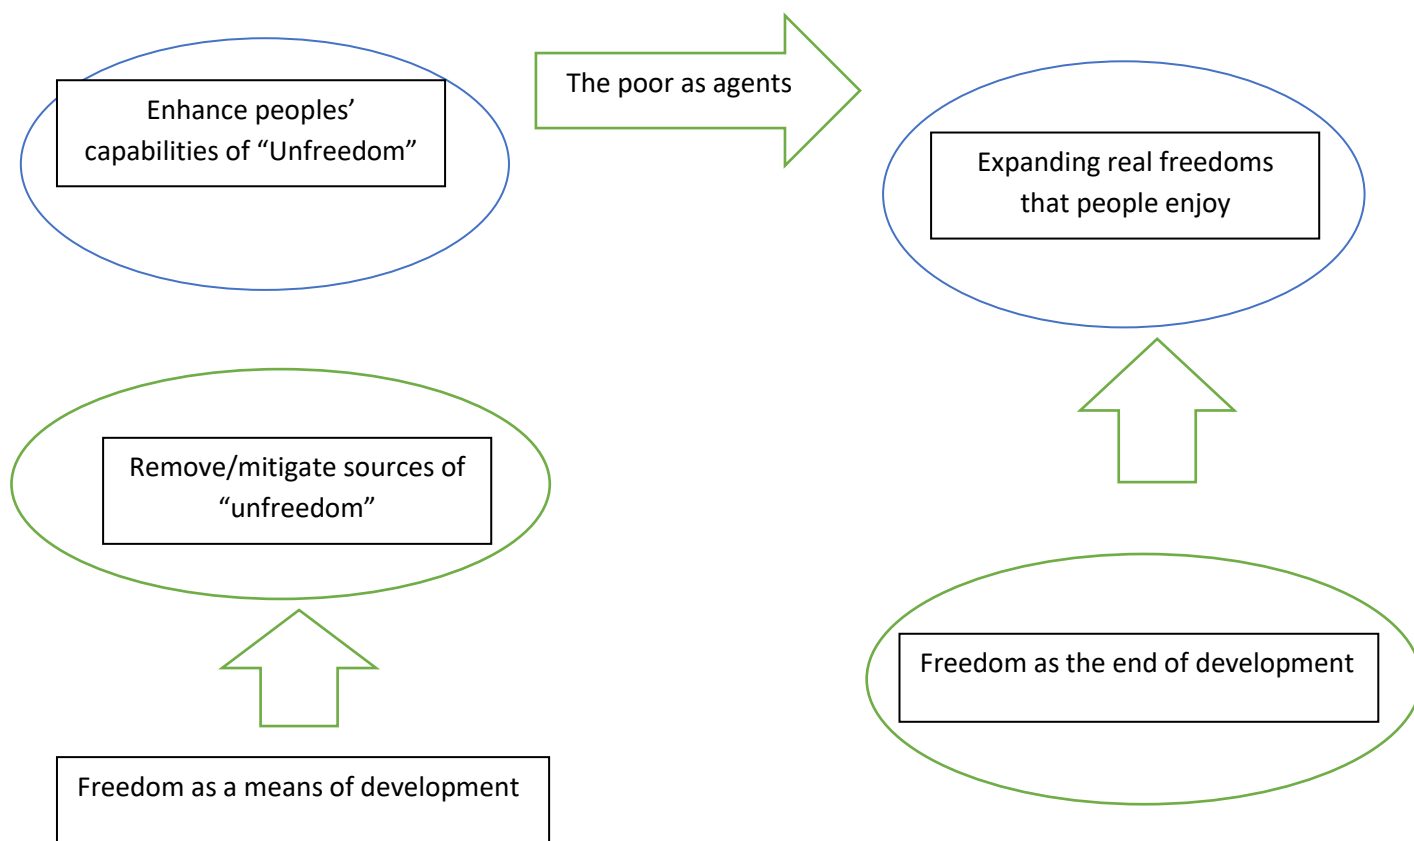 Enhance peoples’
capabilities of “Unfreedom”
The poor as agents
Expanding real freedoms
that people enjoy
Remove/mitigate sources of
“unfreedom”
Freedom as the end of development
Freedom as a means of development